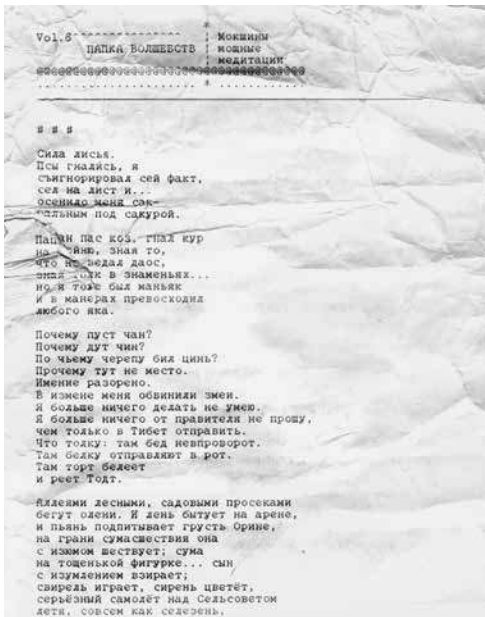 Vol.6
Мокшины
ПАПКА ВОЛШЕБСТВ
мощные
медитации
# # #
Сила лисья.
Псы гнались, я
съигнорировал сей факт,
сел на лист и...
осенило меня сак-
ральным под сакурой.
Пацан пас коз, гнал кур
на зная то,
что не ведал даос,
зная толк в знаменьях...
но я тоже был маньяк
и в манерах превосходил
любого яка.
Почему пуст чан?
Почему дут чин?
По чьему черепу бил цинь?
Прочему тут не место.
Имение разорено.
В измене меня обвинили змеи.
Я больше ничего делать не умею.
Я больше ничего от правителя не прошу,
чем только в Тибет отправить.
Что толку: там бед невпроворот.
Там белку отправляют в рот.
Там торт белеет
и реет Тодт.
Аллеями лесными, садовыми просеками
бегут олени. И лень бытует на арене,
и пьянь подпитывает грусть Орине,
на грани сумасшествия она
с изюмом шествует; сума
на тощенькой фигурке... сын
с изумлением взирает;
свирель играет, сирень цветёт,
серьёзный самолёт над Сельсоветом
летя, совсем как селезень,